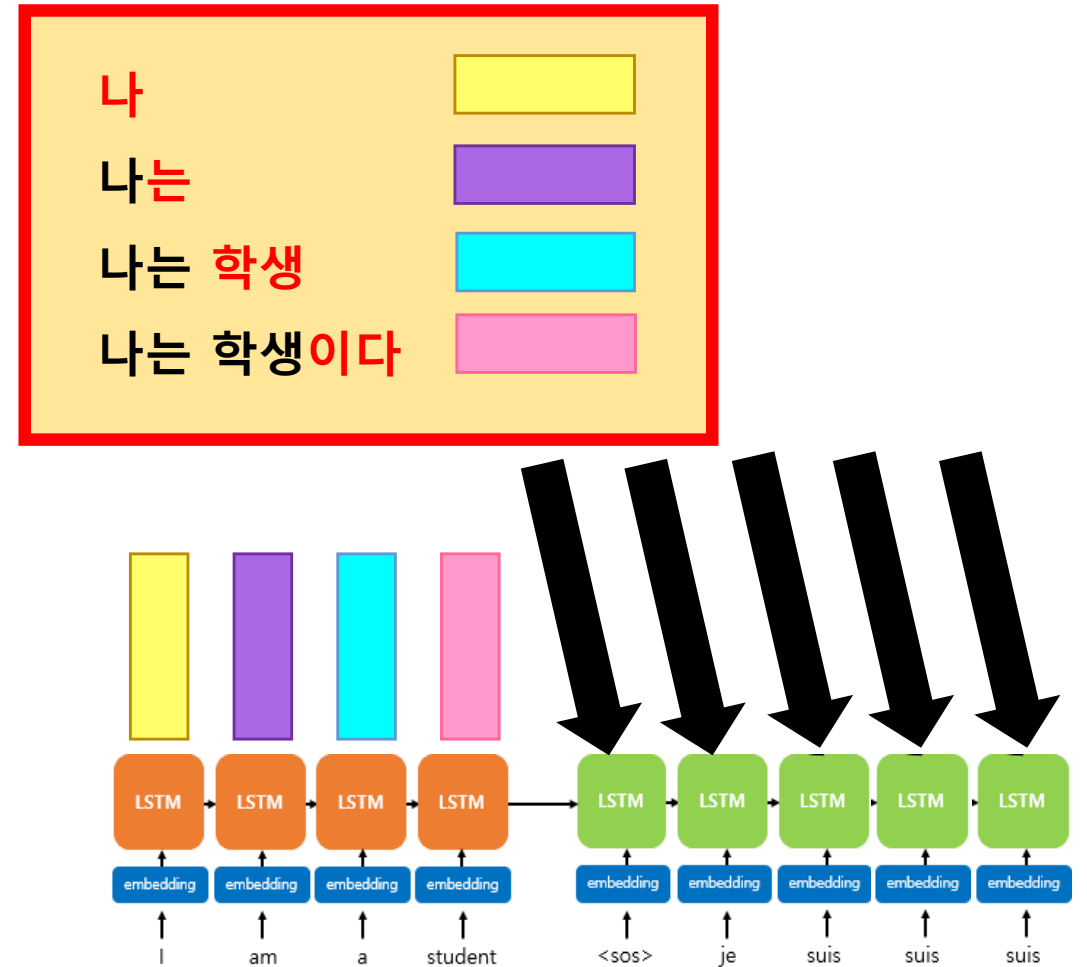 나
나는
나는 학생
나는 학생이다
LSTM LSTM LSTM LSTM LSTM LSTM LSTM LSTM LSTM
embedding embedding embedding embedding embedding embedding embedding embedding embedding
I am a student <sos> je suis suis suis